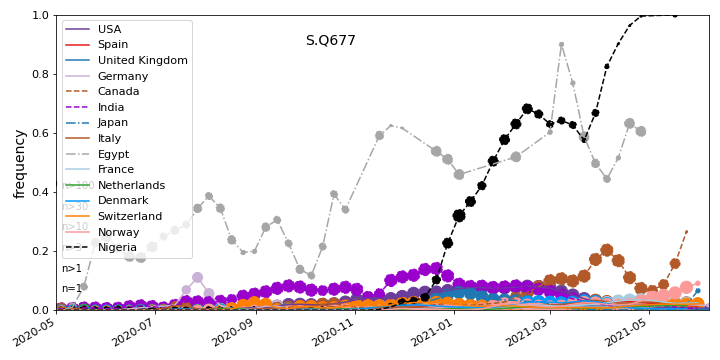 S.Q677
frequency
1.0
0.8
0.6
0.4
0.2
0.0
USA
Spain
United Kingdom
Germany
Canada
India
Japan
Italy
Egypt
France
Netherlands
Denmark
Switzerland
Norway
Nigeria
n>100
n>30
n>10
n>3
n>1
n=1
2020-05
2020-07
2020-09
2020-11
2021-01
2021-03
2021-05